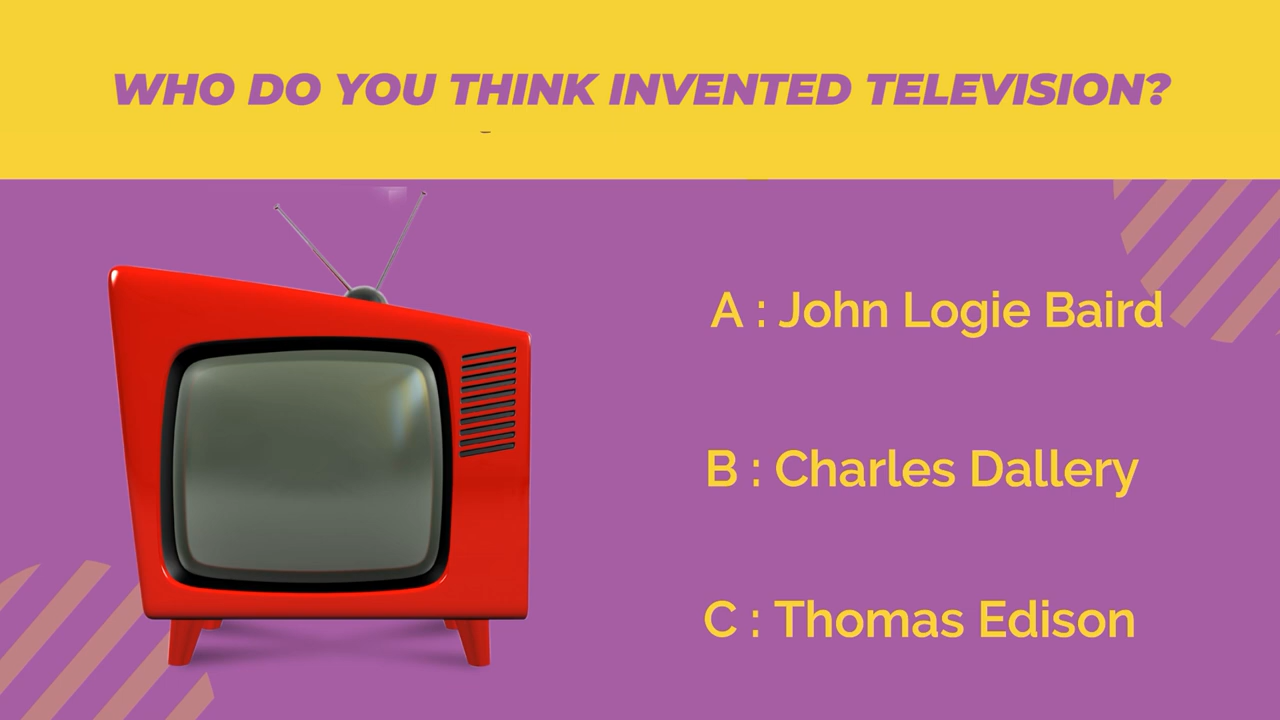 WHO DO YOU THINK INVENTED TELEVISION?
A : John Logie Baird
B : Charles Dallery
C : Thomas Edison